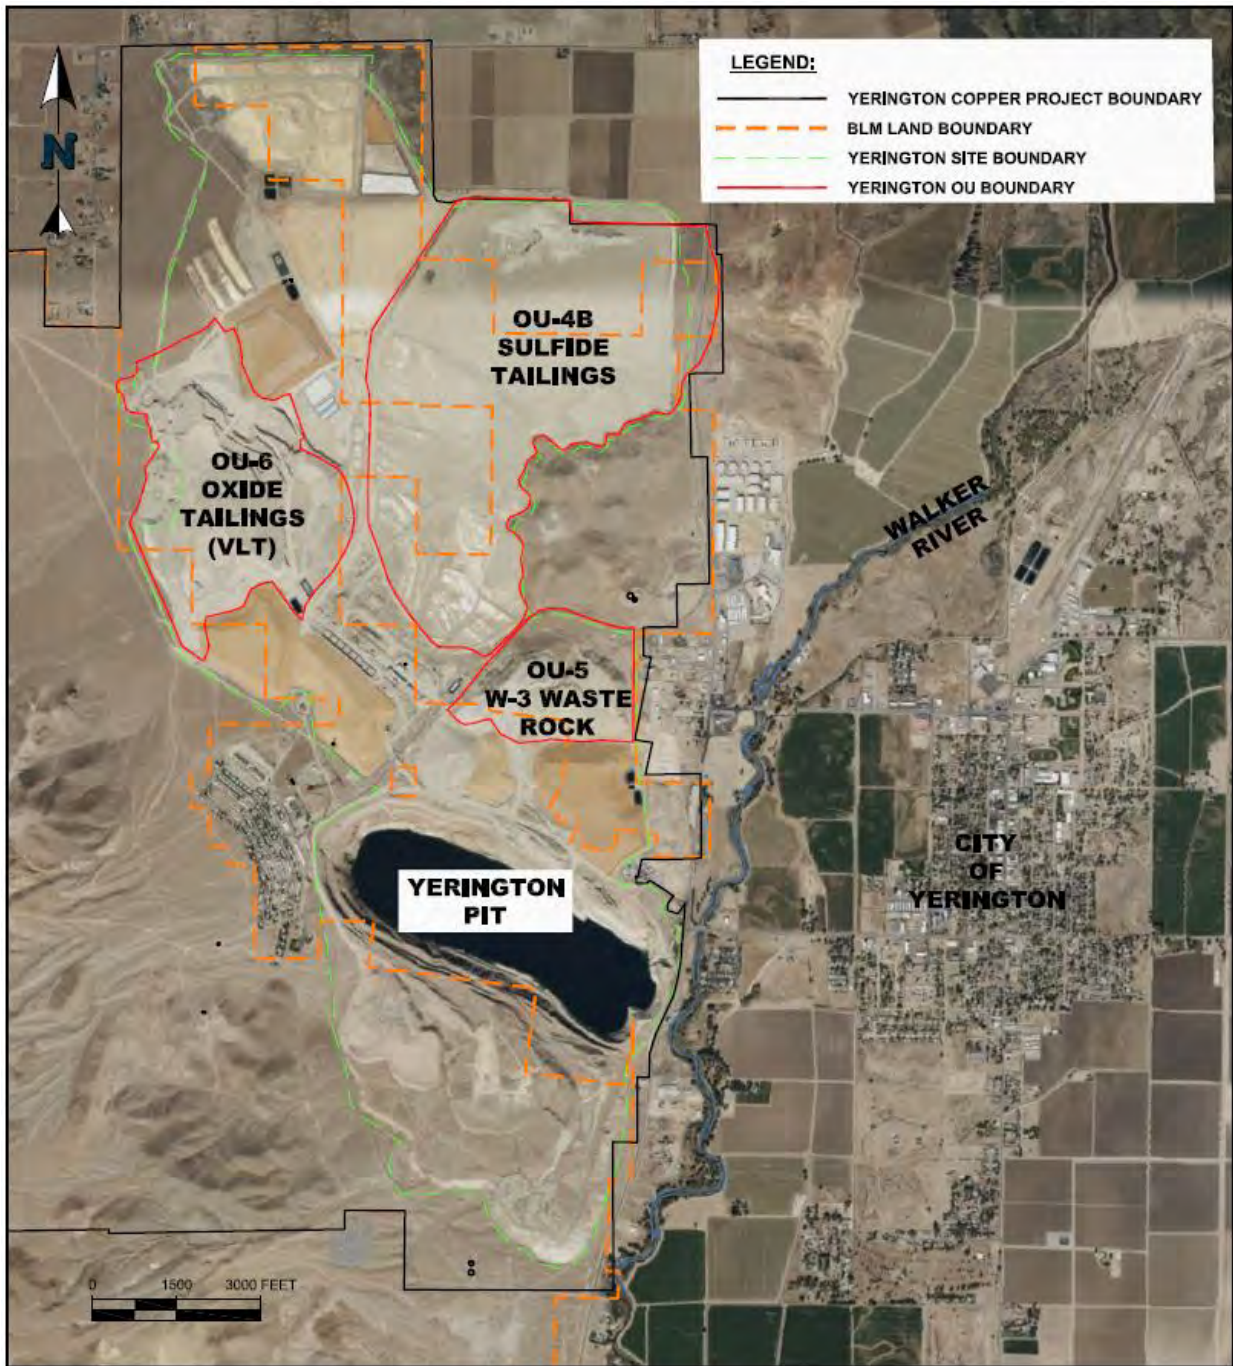 LEGEND:
YERINGTON COPPER PROJECT BOUNDARY
BLM LAND BOUNDARY
YERINGTON SITE BOUNDARY
YERINGTON OU BOUNDARY
N
OU-4B
SULFIDE
TAILINGS
OU-6
OXIDE
TAILINGS
(VLT)
WALKER
RIVER
OU-5
W-3 WASTE
ROCK
YERINGTON
PIT
CITY
OF
YERINGTON
0 1500 3000 FEET